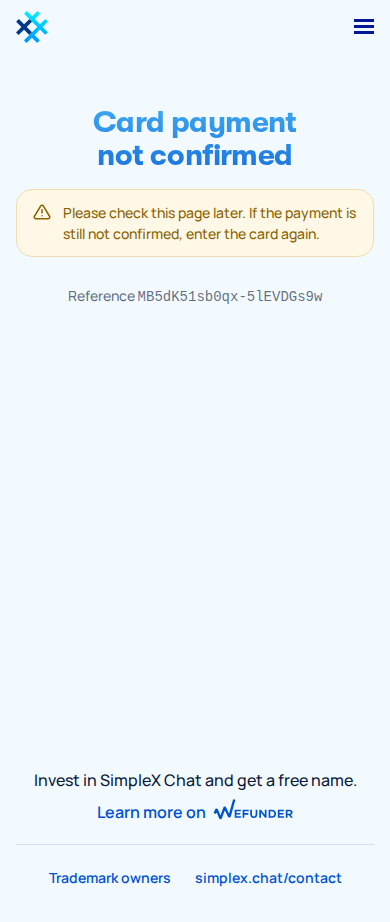 Card payment
not confirmed
Please check this page later. If the payment is
still not confirmed, enter the card again.
Reference MB5dK51sb0qx-5lEVDGs9w
Invest in SimpleX Chat and get a free name.
Learn more on WEFUNDER
Trademark owners simplex.chat/contact